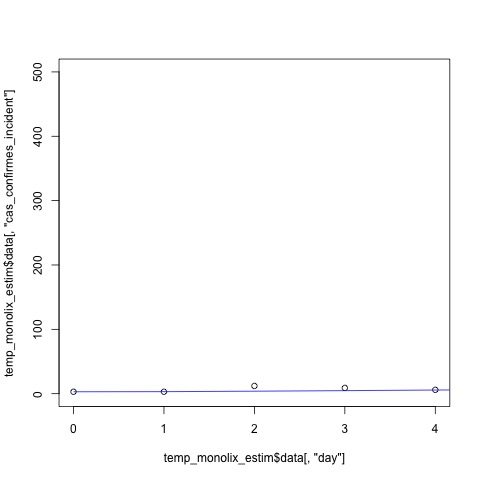 temp_monolix_estim$data[, "cas_confirmes_incident"]
500
400
300
200
100
0
0 1 2 3 4
temp_monolix_estim$data[, "day"]